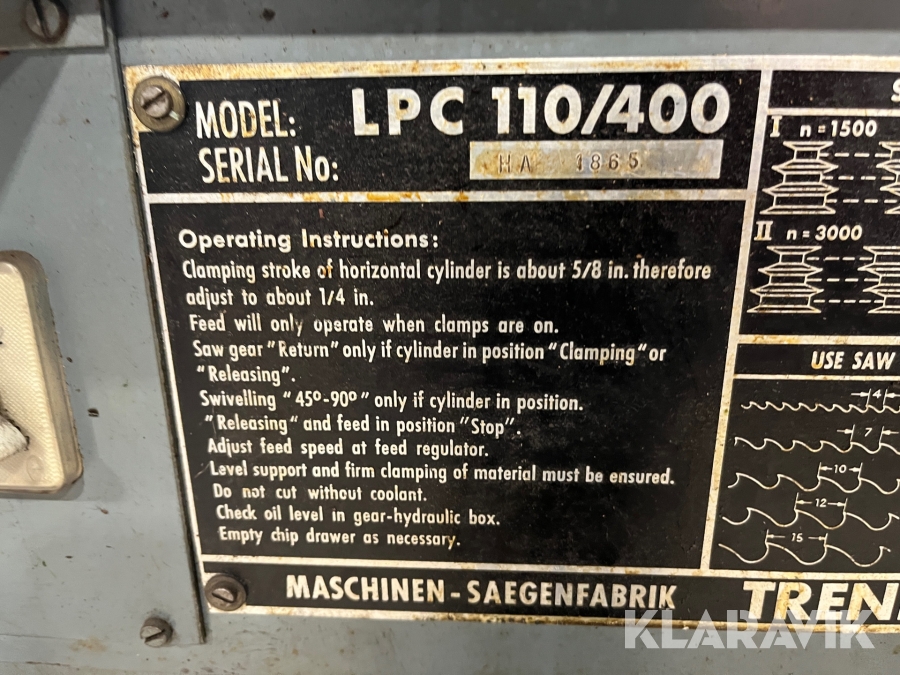 MODEL: LPC 110/400
SERIAL No: HA 1865
Operating Instructions:
Clamping stroke of horizontal cylinder is about 5/8 in. therefore
adjust to about 1/4 in.
Feed will only operate when clamps are on.
Saw gear "Return" only if cylinder in position "Clamping" or
"Releasing".
Swivelling "45°-90°" only if cylinder in position.
"Releasing" and feed in position "Stop".
Adjust feed speed at feed regulator.
Level support and firm clamping of material must be ensured.
Do not cut without coolant.
Check oil level in gear-hydraulic box.
Empty chip drawer as necessary.
I n=1500
II n=3000
USE SAW
4
7
10
12
15
MASCHINEN-SAEGENFABRIK
KLARAVIK